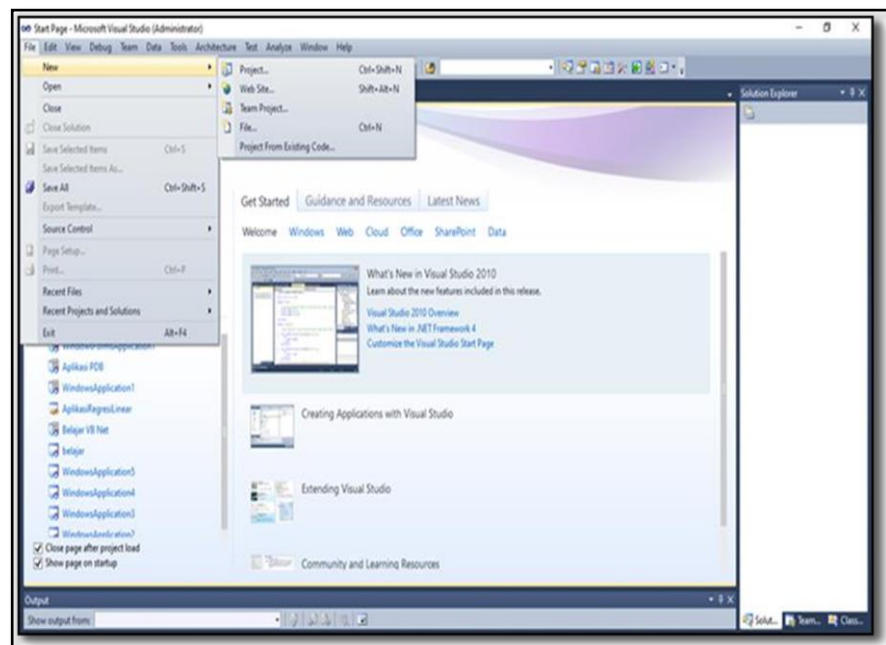 Start Page - Microsoft Visual Studio (Administrator)
File Edit View Debug Team Data Tools Architecture Test Analyze Window Help
New
Open
Close
Close Solution
Save Selected Items Ctrl+S
Save Selected Items As...
Save All Ctrl+Shift+S
Export Template...
Source Control
Page Setup...
Print... Ctrl+P
Recent Files
Recent Projects and Solutions
Exit Alt+F4
Project... Ctrl+Shift+N
Web Site... Shift+Alt+N
Team Project...
File... Ctrl+N
Project From Existing Code...
WindowsFormsApplication1
Aplikasi PDB
WindowsApplication1
AplikasiRegresiLinear
Belajar VB Net
belajar
WindowsApplication5
WindowsApplication4
WindowsApplication3
WindowsApplication2
Close page after project load
Show page on startup
Get Started Guidance and Resources Latest News
Welcome Windows Web Cloud Office SharePoint Data
What's New in Visual Studio 2010
Learn about the new features included in this release.
Visual Studio 2010 Overview
What's New in .NET Framework 4
Customize the Visual Studio Start Page
Creating Applications with Visual Studio
Extending Visual Studio
Community and Learning Resources
Solution Explorer
Output
Show output from:
Solut... Team... Class...